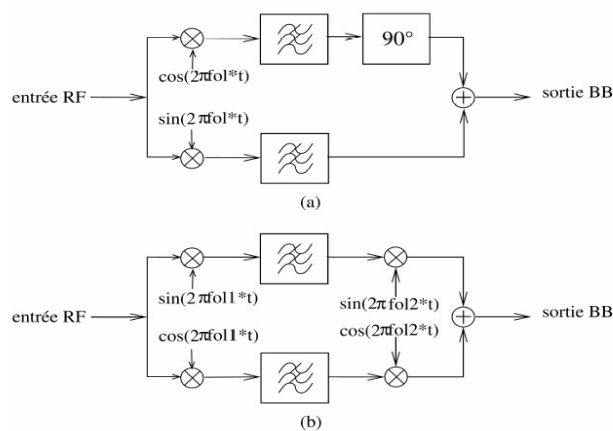 90°
cos(2πfol*t)
entrée RF
sortie BB
sin(2πfol*t)
(a)
sin(2πfol1*t)
sin(2πfol2*t)
entrée RF
sortie BB
cos(2πfol1*t)
cos(2πfol2*t)
(b)